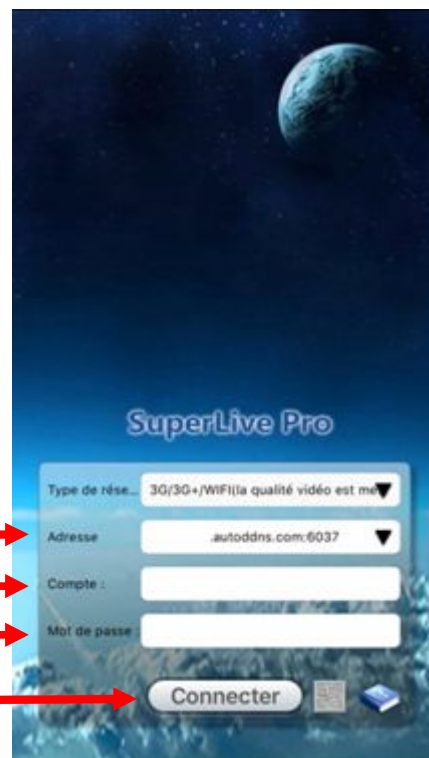 SuperLive Pro
Type de rése... 3G/3G+/WIFI(la qualité vidéo est me
Adresse .autoddns.com:6037
Compte :
Mot de passe :
Connecter